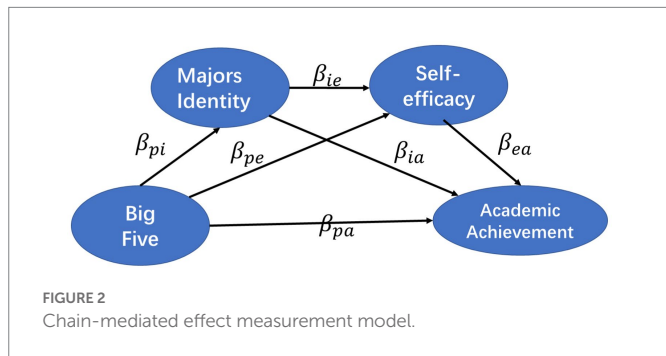 Majors
Identity
β_ie
Self-
efficacy
β_pi
β_pe
β_ia
β_ea
Big
Five
β_pa
Academic
Achievement
FIGURE 2
Chain-mediated effect measurement model.